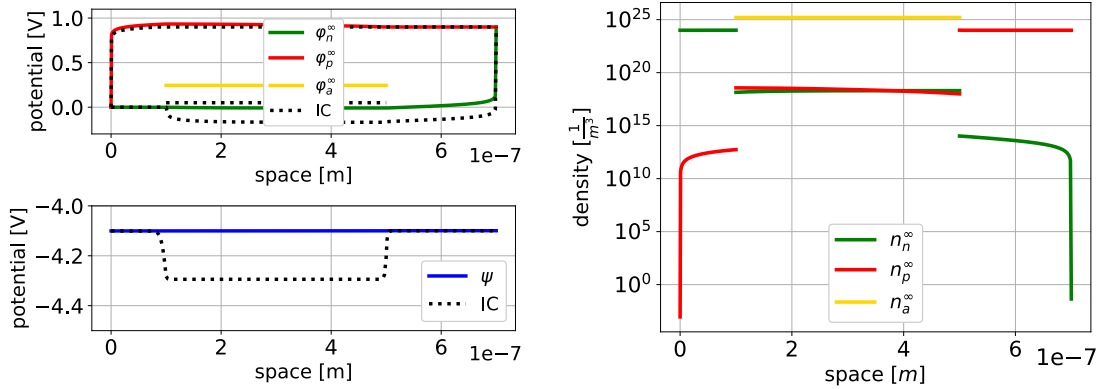 potential [V]
1.0
0.5
0.0
φ_n^∞
φ_p^∞
φ_a^∞
IC
0 2 4 6
1e−7
space [m]
potential [V]
−4.0
−4.2
−4.4
ψ
IC
0 2 4 6
1e−7
space [m]
density [1/m³]
10^25
10^20
10^15
10^10
10^5
10^0
n_n^∞
n_p^∞
n_a^∞
0 2 4 6
1e−7
space [m]